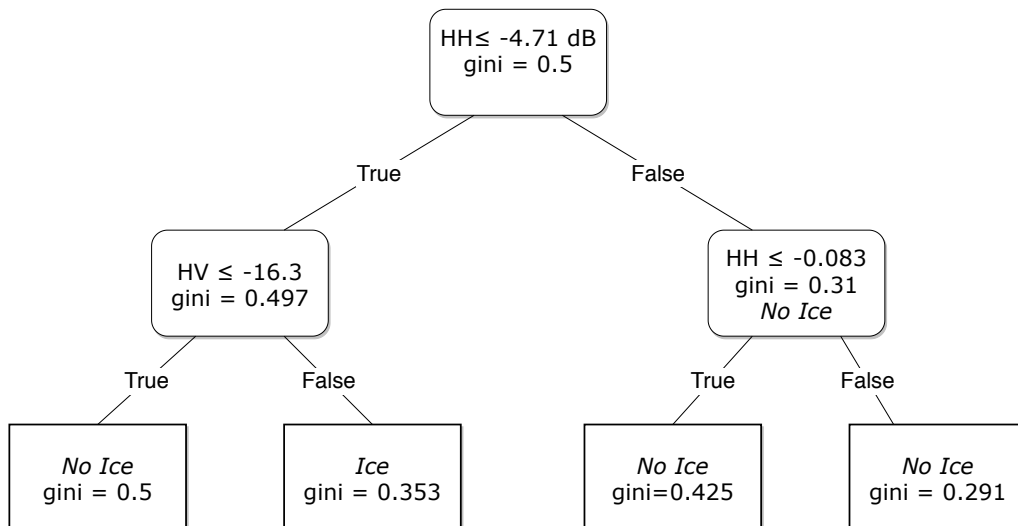 HH≤ -4.71 dB
gini = 0.5
True
False
HV ≤ -16.3
gini = 0.497
HH ≤ -0.083
gini = 0.31
No Ice
True
False
True
False
No Ice
gini = 0.5
Ice
gini = 0.353
No Ice
gini=0.425
No Ice
gini = 0.291